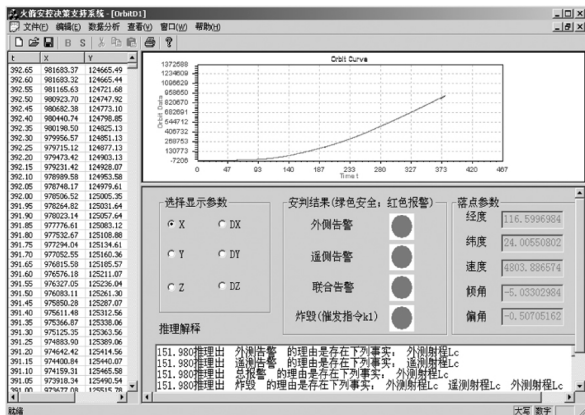 火箭安控决策支持系统 - [OrbitD1]
文件(F) 编辑(E) 数据分析 查看(V) 窗口(W) 帮助(H)
t X Y
392.65 981683.37 124665.49
392.60 124665.44
392.55 981165.63 124721.68
392.50 980923.70 124747.92
392.45 980682.38 124773.10
392.40 980440.74 124798.85
392.35 980198.50 124825.13
392.30 979956.57 124851.13
392.25 979715.12 124877.13
392.20 979473.42 124903.13
392.15 979231.42 124928.07
392.10 978989.58 124953.58
392.05 978748.17 124979.61
392.00 978506.52 125005.35
391.95 978264.82 125031.64
391.90 978023.14 125057.64
391.85 977776.61 125083.12
391.80 977532.67 125108.88
391.75 977294.04 125134.61
391.70 977052.55 125160.36
391.65 976815.58 125185.57
391.60 976576.18 125211.07
391.55 976327.05 125236.04
391.50 976083.11 125261.30
391.45 975850.28 125287.07
391.40 975611.48 125312.56
391.35 975366.87 125338.06
391.30 975125.35 125363.56
391.25 974883.90 125389.06
391.20 974642.42 125414.56
391.15 974400.84 125440.07
391.10 974159.31 125465.58
391.05 973918.34 125490.54
391.00 973677.08 125515.78
Orbit Curve
Orbit Data
1372588
1234609
1096629
958650
820670
682691
544712
406732
268753
130773
-7206
0 47 93 140 187 233 280 327 373 420 467
Time t
选择显示参数
X DX
Y DY
Z DZ
安判结果(绿色安全；红色报警)
外侧告警
遥侧告警
联合告警
炸毁(催发指令k1)
落点参数
经度 116.5996984
纬度 24.00550802
速度 4803.886574
倾角 -5.03302984
偏角 -0.50705162
推理解释
151.980推理出 外测告警 的理由是存在下列事实： 外测射程Lc
151.980推理出 遥测告警 的理由是存在下列事实： 遥测射程Lc
151.980推理出 总报警 的理由是存在下列事实： 外测射程Lc
151.980推理出 炸毁 的理由是存在下列事实： 外测射程Lc 遥测射程Lc 外测射程Lc
就绪
大写 数字